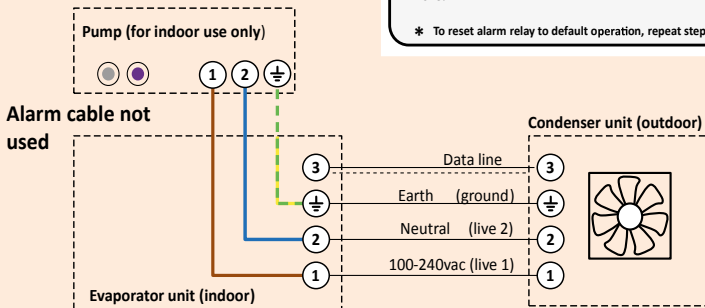 * To reset alarm relay to default operation, repeat step
Pump (for indoor use only)
1 2
Alarm cable not
used
Condenser unit (outdoor)
3 Data line 3
Earth (ground)
2 Neutral (live 2) 2
1 100-240vac (live 1) 1
Evaporator unit (indoor)